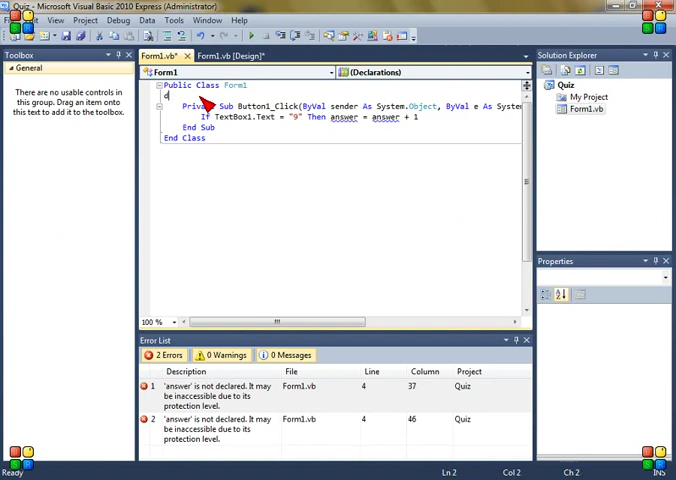 Quiz - Microsoft Visual Basic 2010 Express (Administrator)
Edit View Project Debug Data Tools Window Help
Toolbox
General
There are no usable controls in
this group. Drag an item onto
this text to add it to the toolbox.
Form1.vb* Form1.vb [Design]*
Form1 (Declarations)
Public Class Form1
d
Private Sub Button1_Click(ByVal sender As System.Object, ByVal e As System
If TextBox1.Text = "9" Then answer = answer + 1
End Sub
End Class
100 %
Solution Explorer
Quiz
My Project
Form1.vb
Properties
Error List
2 Errors 0 Warnings 0 Messages
Description File Line Column Project
1 'answer' is not declared. It may be inaccessible due to its protection level. Form1.vb 4 37 Quiz
2 'answer' is not declared. It may be inaccessible due to its protection level. Form1.vb 4 46 Quiz
Ready Ln 2 Col 2 Ch 2